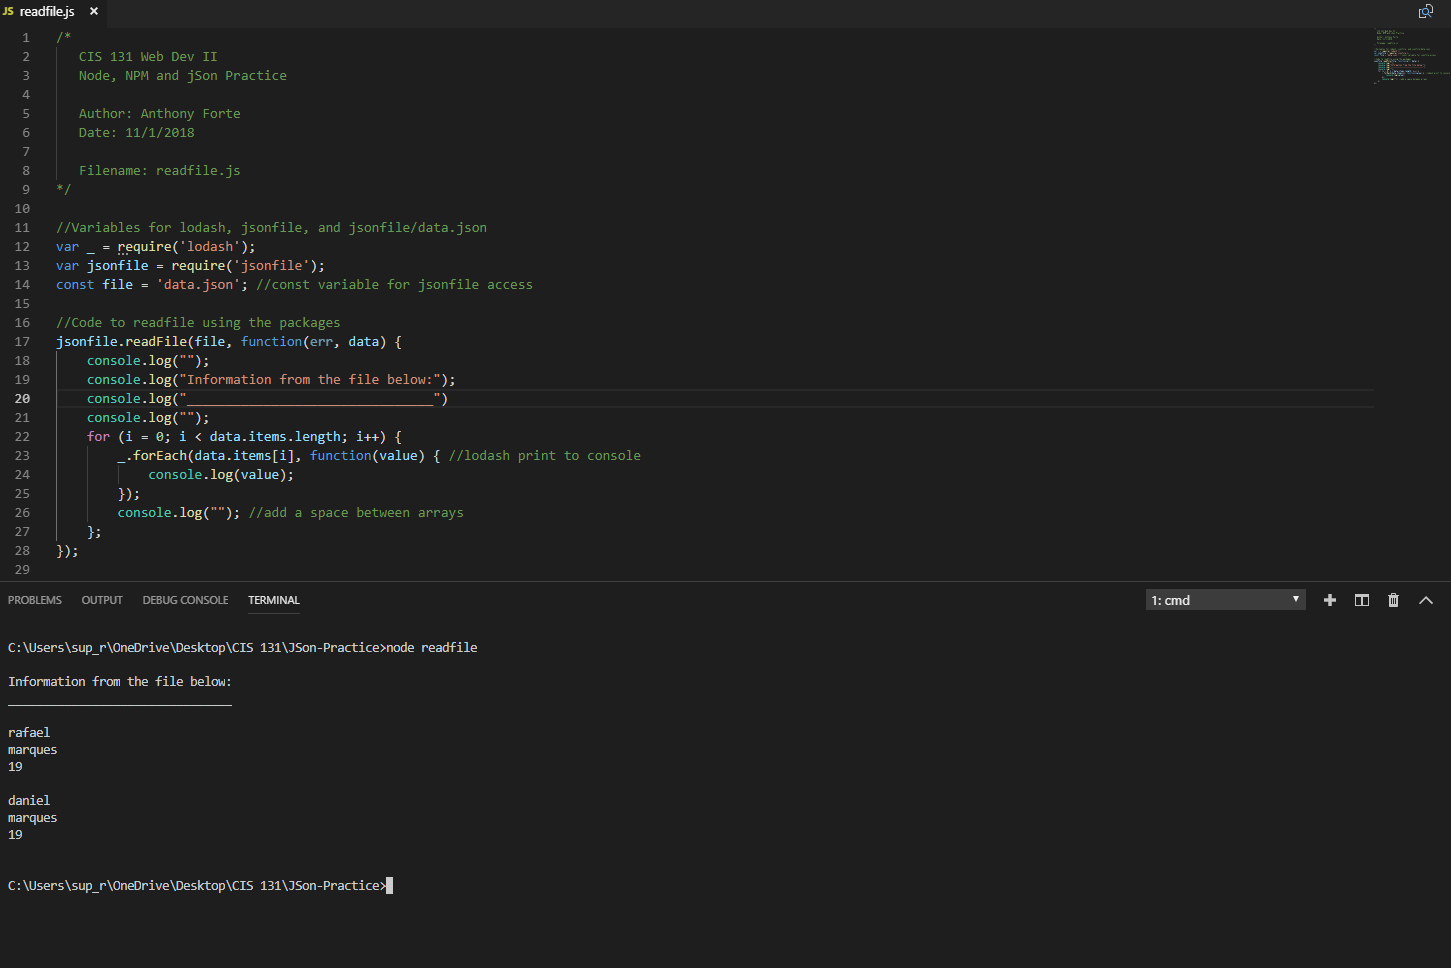 JS readfile.js ×
1 /*
2 CIS 131 Web Dev II
3 Node, NPM and jSon Practice
4
5 Author: Anthony Forte
6 Date: 11/1/2018
7
8 Filename: readfile.js
9 */
10
11 //Variables for lodash, jsonfile, and jsonfile/data.json
12 var _ = require('lodash');
13 var jsonfile = require('jsonfile');
14 const file = 'data.json'; //const variable for jsonfile access
15
16 //Code to readfile using the packages
17 jsonfile.readFile(file, function(err, data) {
18 console.log("");
19 console.log("Information from the file below:");
20 console.log("________________________________")
21 console.log("");
22 for (i = 0; i < data.items.length; i++) {
23 _.forEach(data.items[i], function(value) { //lodash print to console
24 console.log(value);
25 });
26 console.log(""); //add a space between arrays
27 };
28 });
29
PROBLEMS OUTPUT DEBUG CONSOLE TERMINAL 1: cmd
C:\Users\sup_r\OneDrive\Desktop\CIS 131\JSon-Practice>node readfile
Information from the file below:
________________________________
rafael
marques
19
daniel
marques
19
C:\Users\sup_r\OneDrive\Desktop\CIS 131\JSon-Practice>